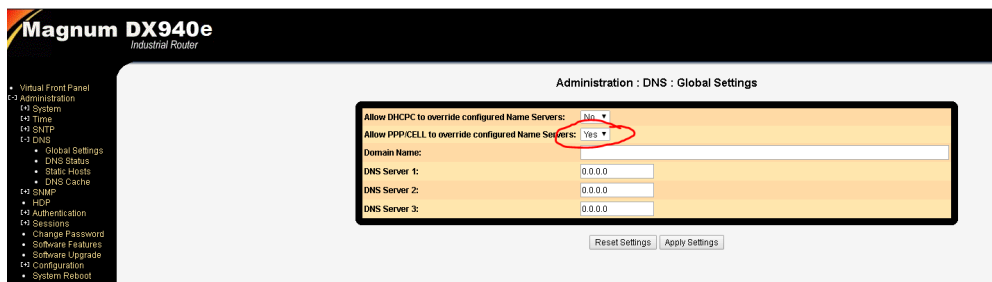 Magnum DX940e
Industrial Router
Virtual Front Panel
[-] Administration
[+] System
[+] Time
[+] SNTP
[-] DNS
Global Settings
DNS Status
Static Hosts
DNS Cache
[+] SNMP
HDP
[+] Authentication
[+] Sessions
Change Password
Software Features
Software Upgrade
[+] Configuration
System Reboot
Administration : DNS : Global Settings
Allow DHCPC to override configured Name Servers: No
Allow PPP/CELL to override configured Name Servers: Yes
Domain Name:
DNS Server 1: 0.0.0.0
DNS Server 2: 0.0.0.0
DNS Server 3: 0.0.0.0
Reset Settings Apply Settings